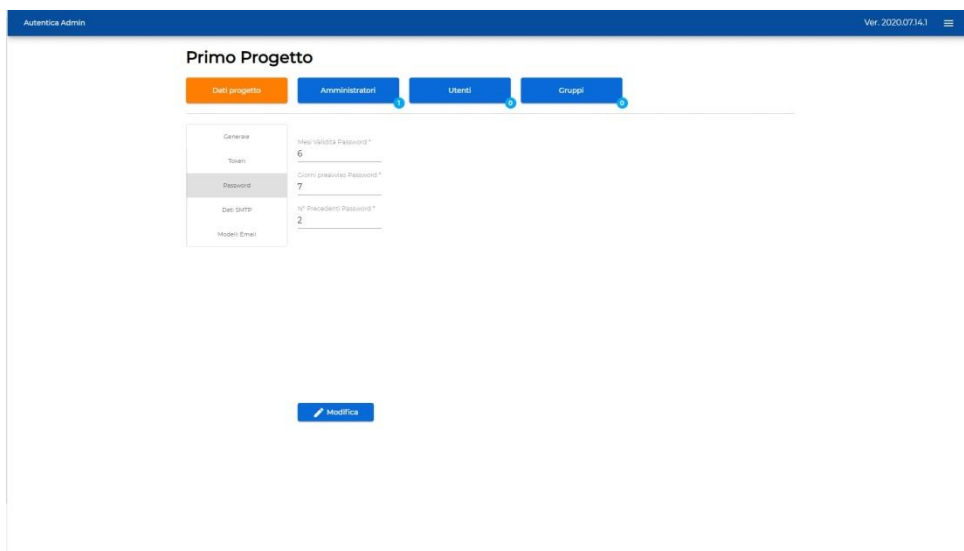 Autentica Admin
Ver. 2020.07.14.1
Primo Progetto
Dati progetto
Amministratori
1
Utenti
0
Gruppi
0
Generale
Token
Password
Dati SMTP
Modelli Email
Mesi Validità Password *
6
Giorni preavviso Password *
7
N° Precedenti Password *
2
Modifica